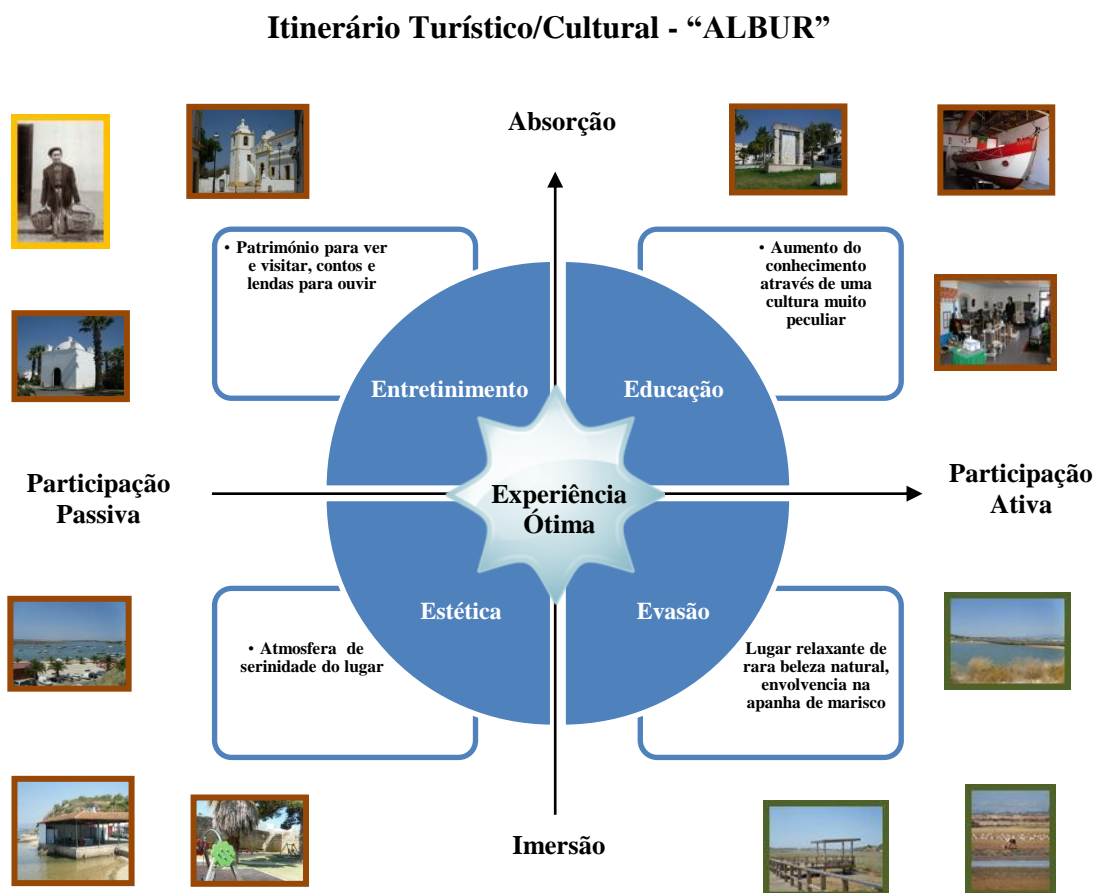 Itinerário Turístico/Cultural - “ALBUR”
Absorção
• Património para ver
e visitar, contos e
lendas para ouvir
• Aumento do
conhecimento
através de uma
cultura muito
peculiar
Entretinimento
Educação
Participação
Passiva
Experiência
Ótima
Participação
Ativa
Estética
Evasão
• Atmosfera de
serinidade do lugar
Lugar relaxante de
rara beleza natural,
envolvencia na
apanha de marisco
Imersão